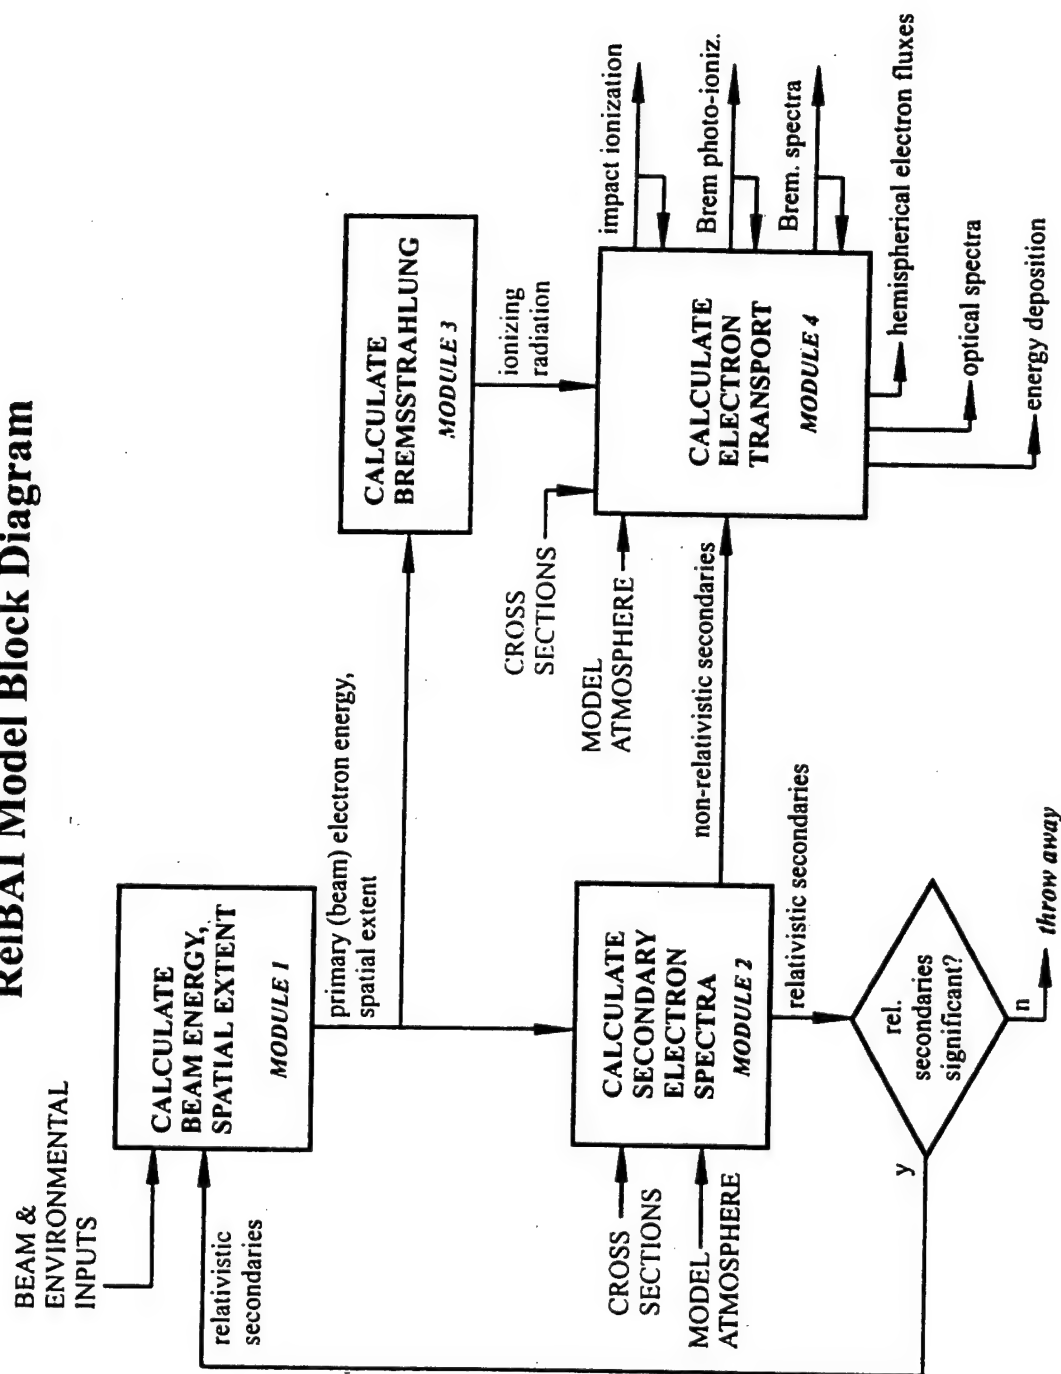 RelBAI Model Block Diagram
BEAM &
ENVIRONMENTAL
INPUTS
relativistic
secondaries
CALCULATE
BEAM ENERGY,
SPATIAL EXTENT
MODULE 1
primary (beam) electron energy,
spatial extent
CALCULATE
BREMSSTRAHLUNG
MODULE 3
ionizing
radiation
CROSS
SECTIONS
MODEL
ATMOSPHERE
CROSS
SECTIONS
MODEL
ATMOSPHERE
CALCULATE
SECONDARY
ELECTRON
SPECTRA
MODULE 2
non-relativistic secondaries
CALCULATE
ELECTRON
TRANSPORT
MODULE 4
impact ionization
Brem photo-ioniz.
Brem. spectra
hemispherical electron fluxes
optical spectra
energy deposition
relativistic secondaries
rel.
secondaries
significant?
y
n
throw away